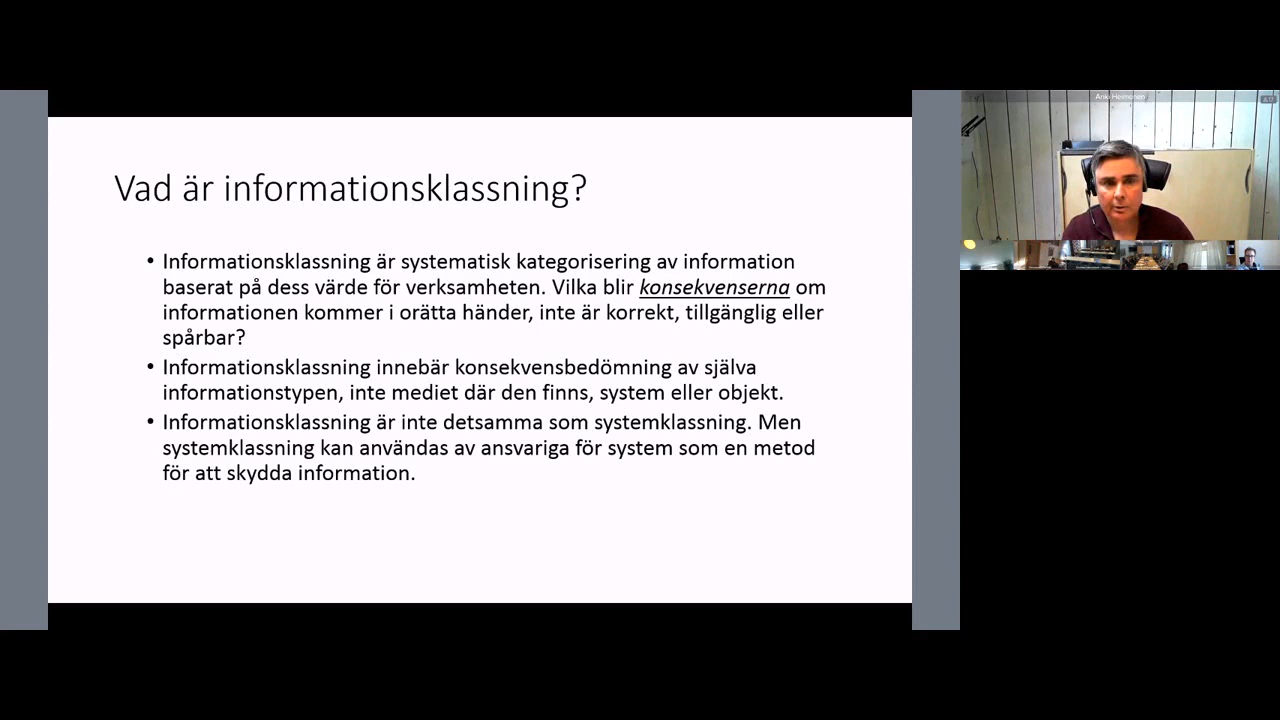 Vad är informationsklassning?
• Informationsklassning är systematisk kategorisering av information
baserat på dess värde för verksamheten. Vilka blir konsekvenserna om
informationen kommer i orätta händer, inte är korrekt, tillgänglig eller
spårbar?
• Informationsklassning innebär konsekvensbedömning av själva
informationstypen, inte mediet där den finns, system eller objekt.
• Informationsklassning är inte detsamma som systemklassning. Men
systemklassning kan användas av ansvariga för system som en metod
för att skydda information.